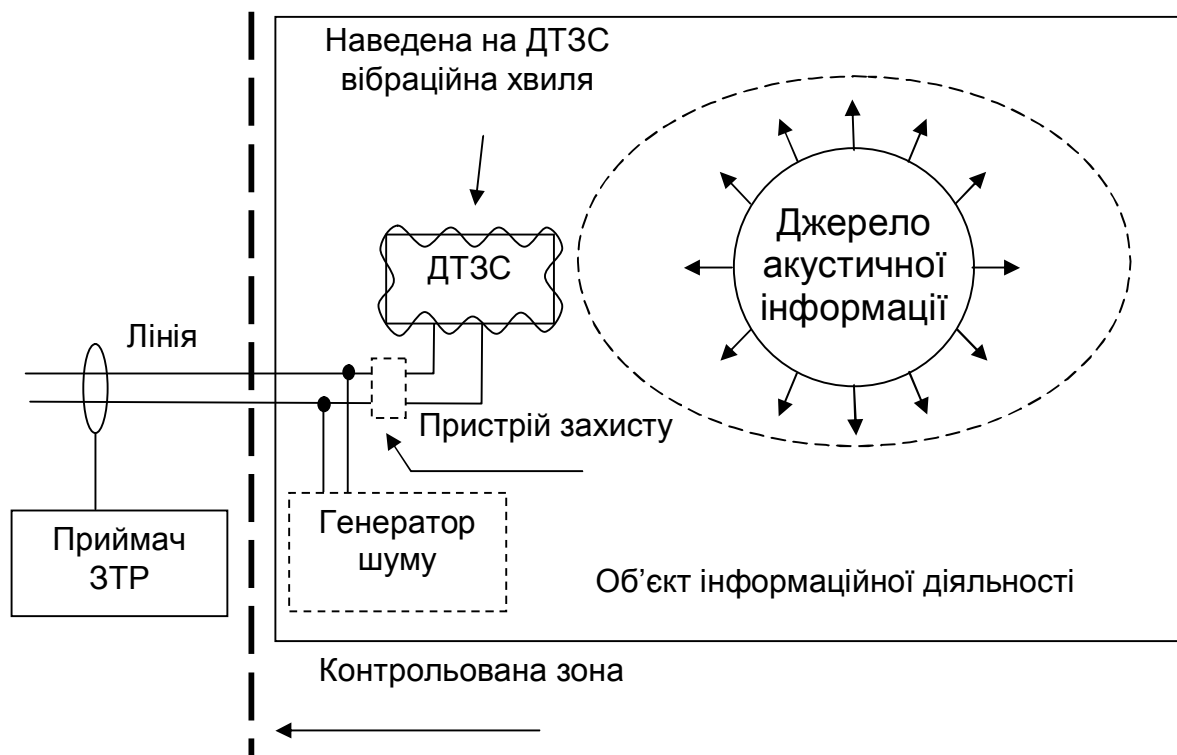 Наведена на ДТЗС
вібраційна хвиля
Джерело
акустичної
інформації
ДТЗС
Лінія
Пристрій захисту
Генератор
шуму
Приймач
ЗТР
Об’єкт інформаційної діяльності
Контрольована зона